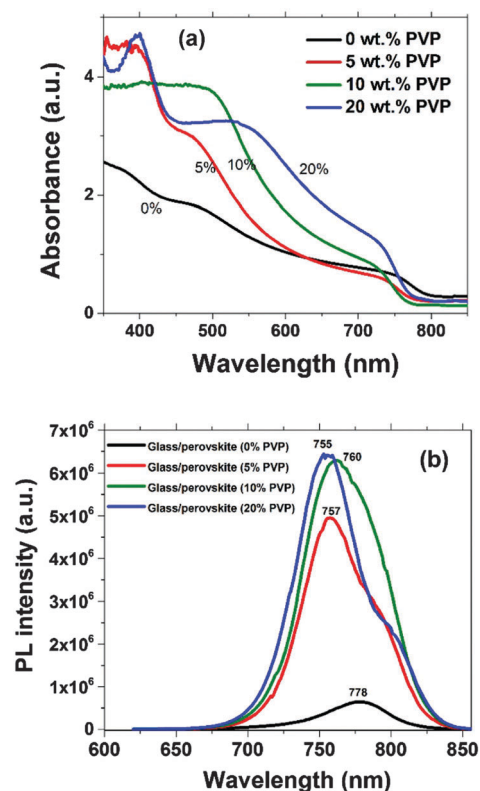 (a)
0 wt.% PVP
5 wt.% PVP
10 wt.% PVP
20 wt.% PVP
4
2
0
Absorbance (a.u.)
0%
5%
10%
20%
400 500 600 700 800
Wavelength (nm)
(b)
Glass/perovskite (0% PVP)
Glass/perovskite (5% PVP)
Glass/perovskite (10% PVP)
Glass/perovskite (20% PVP)
755
760
757
778
7x10⁶
6x10⁶
5x10⁶
4x10⁶
3x10⁶
2x10⁶
1x10⁶
0
PL intensity (a.u.)
600 650 700 750 800 850
Wavelength (nm)